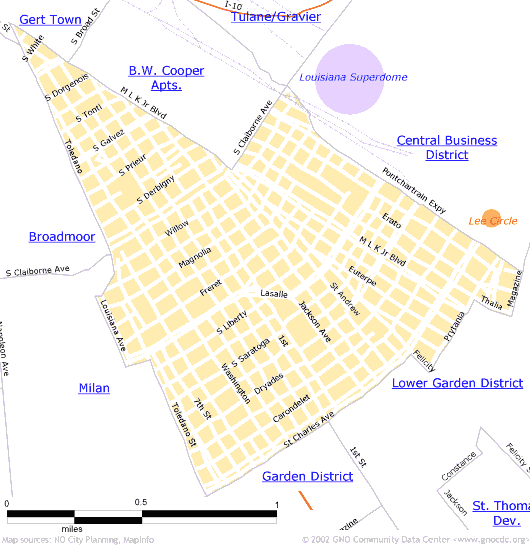 I-10
Gert Town
Tulane/Gravier
St
S White
S Broad St
B.W. Cooper
Apts.
Louisiana Superdome
S Dorgenois
M L K Jr Blvd
S Tonti
S Claiborne Ave
S Galvez
Central Business
District
Toledano
S Prieur
Pontchartrain Expy
S Derbigny
Erato
Lee Circle
Willow
Broadmoor
M L K Jr Blvd
Magnolia
S Claiborne Ave
Euterpe
Magazine
Freret
Lasalle
St Andrew
Thalia
Louisiana Ave
Jackson Ave
S Liberty
Prytania
Napoleon Ave
1st
S Saratoga
Felicity
Washington
Dryades
Milan
Lower Garden District
7th St
Carondelet
Toledano St
St Charles Ave
1st St
Felicity S
Constance
Garden District
Jackson
St. Thoma
Dev.
0
0.5
1
miles
Map sources: NO City Planning, MapInfo
© 2002 GNO Community Data Center <www.gnocdc.org>